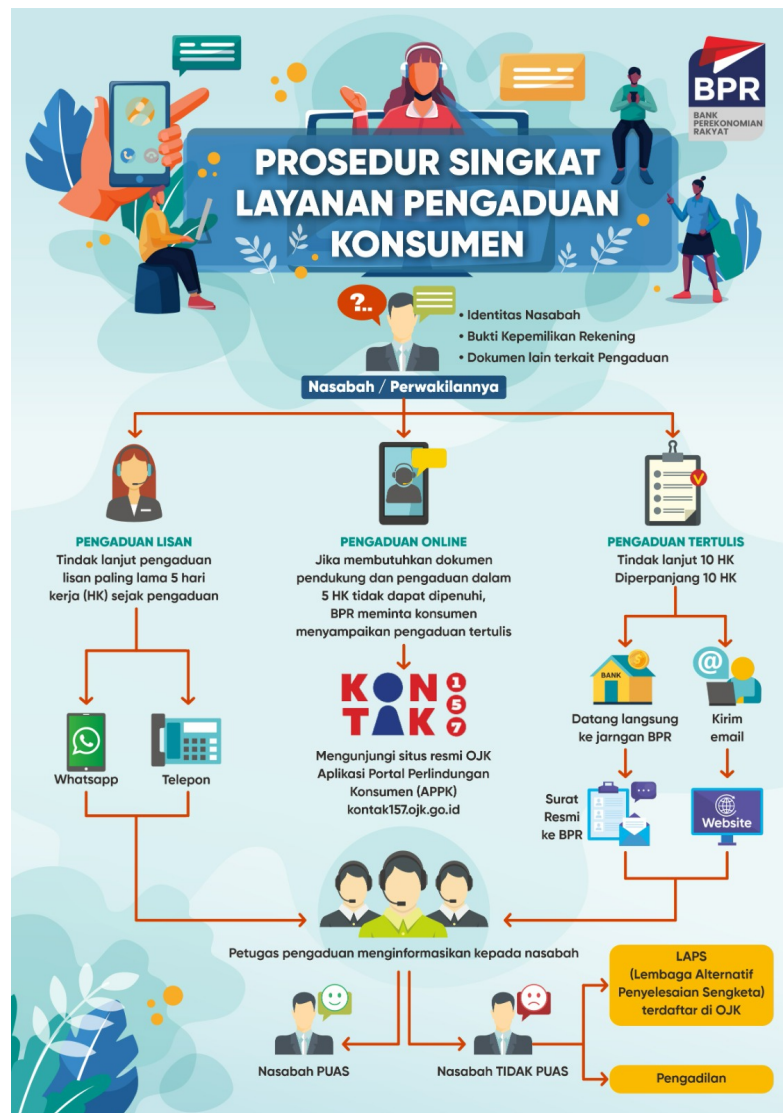 BPR
BANK
PEREKONOMIAN
RAKYAT
PROSEDUR SINGKAT
LAYANAN PENGADUAN
KONSUMEN
?..
• Identitas Nasabah
• Bukti Kepemilikan Rekening
• Dokumen lain terkait Pengaduan
Nasabah / Perwakilannya
PENGADUAN LISAN
Tindak lanjut pengaduan
lisan paling lama 5 hari
kerja (HK) sejak pengaduan
Whatsapp
Telepon
PENGADUAN ONLINE
Jika membutuhkan dokumen
pendukung dan pengaduan dalam
5 HK tidak dapat dipenuhi,
BPR meminta konsumen
menyampaikan pengaduan tertulis
KONTAK 157
Mengunjungi situs resmi OJK
Aplikasi Portal Perlindungan
Konsumen (APPK)
kontak157.ojk.go.id
PENGADUAN TERTULIS
Tindak lanjut 10 HK
Diperpanjang 10 HK
BANK
@
Datang langsung
ke jarngan BPR
Kirim
email
Surat
Resmi
ke BPR
Website
Petugas pengaduan menginformasikan kepada nasabah
Nasabah PUAS
Nasabah TIDAK PUAS
LAPS
(Lembaga Alternatif
Penyelesaian Sengketa)
terdaftar di OJK
Pengadilan